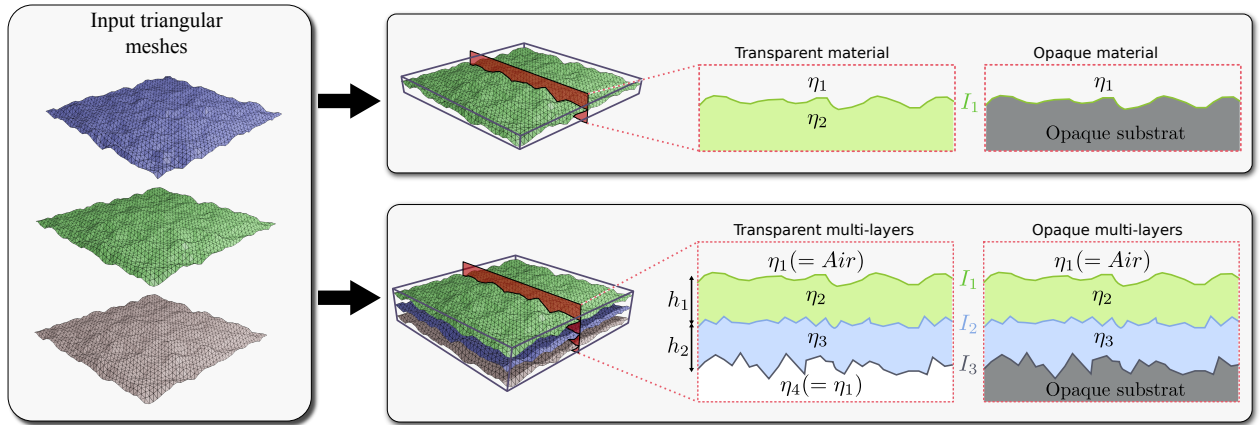 Input triangular
meshes
Transparent material
Opaque material
η₁
η₂
I₁
η₁
Opaque substrat
Transparent multi-layers
Opaque multi-layers
η₁(= Air)
η₂
η₃
η₄(= η₁)
h₁
h₂
I₁
I₂
I₃
η₁(= Air)
η₂
η₃
Opaque substrat